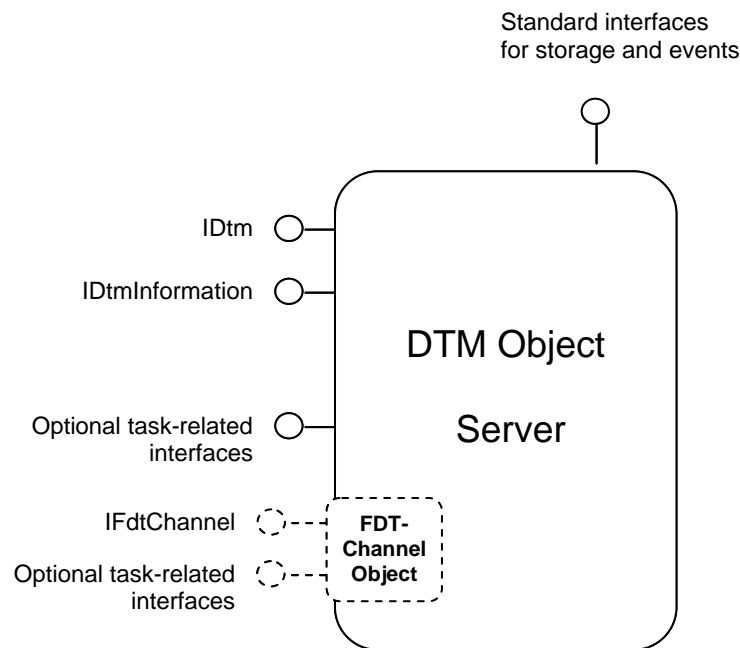 Standard interfaces
for storage and events
IDtm
IDtmInformation
DTM Object
Server
Optional task-related
interfaces
IFdtChannel
FDT-
Channel
Object
Optional task-related
interfaces